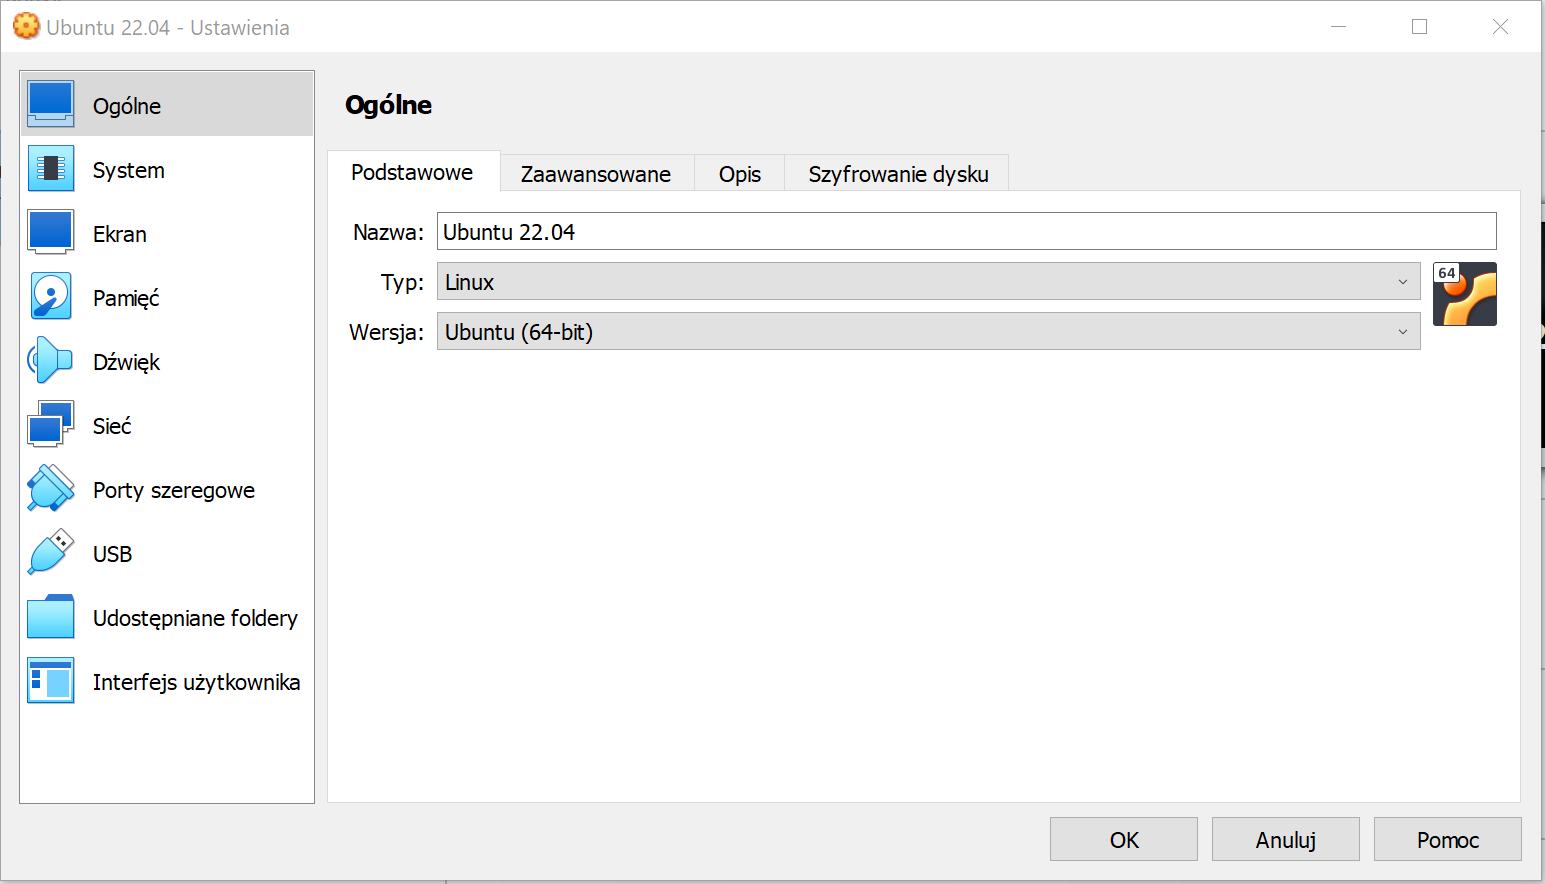 Ubuntu 22.04 - Ustawienia
Ogólne
System
Ekran
Pamięć
Dźwięk
Sieć
Porty szeregowe
USB
Udostępniane foldery
Interfejs użytkownika
Ogólne
Podstawowe Zaawansowane Opis Szyfrowanie dysku
Nazwa: Ubuntu 22.04
Typ: Linux
64
Wersja: Ubuntu (64-bit)
OK Anuluj Pomoc